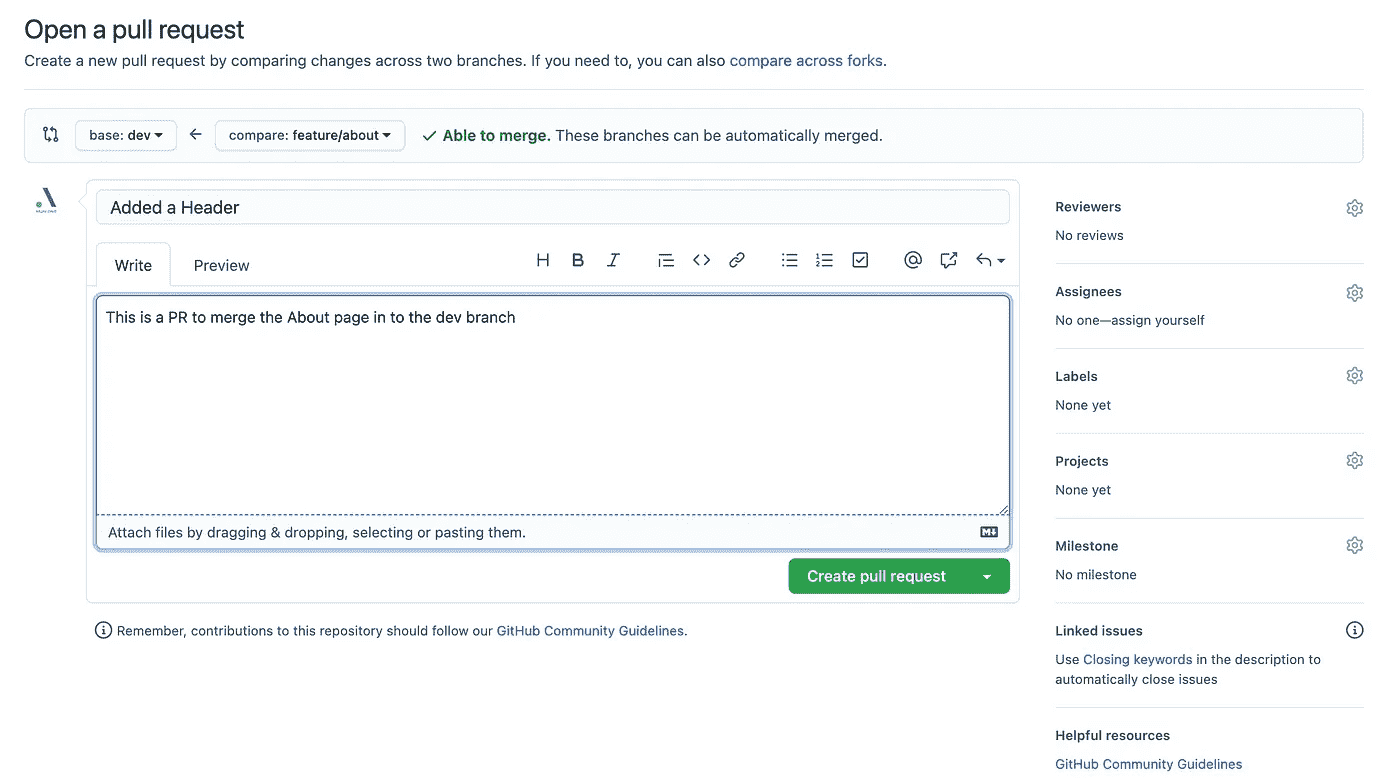 Open a pull request
Create a new pull request by comparing changes across two branches. If you need to, you can also compare across forks.
base: dev
compare: feature/about
Able to merge. These branches can be automatically merged.
Added a Header
Write
Preview
This is a PR to merge the About page in to the dev branch
Attach files by dragging & dropping, selecting or pasting them.
Create pull request
Remember, contributions to this repository should follow our GitHub Community Guidelines.
Reviewers
No reviews
Assignees
No one—assign yourself
Labels
None yet
Projects
None yet
Milestone
No milestone
Linked issues
Use Closing keywords in the description to
automatically close issues
Helpful resources
GitHub Community Guidelines